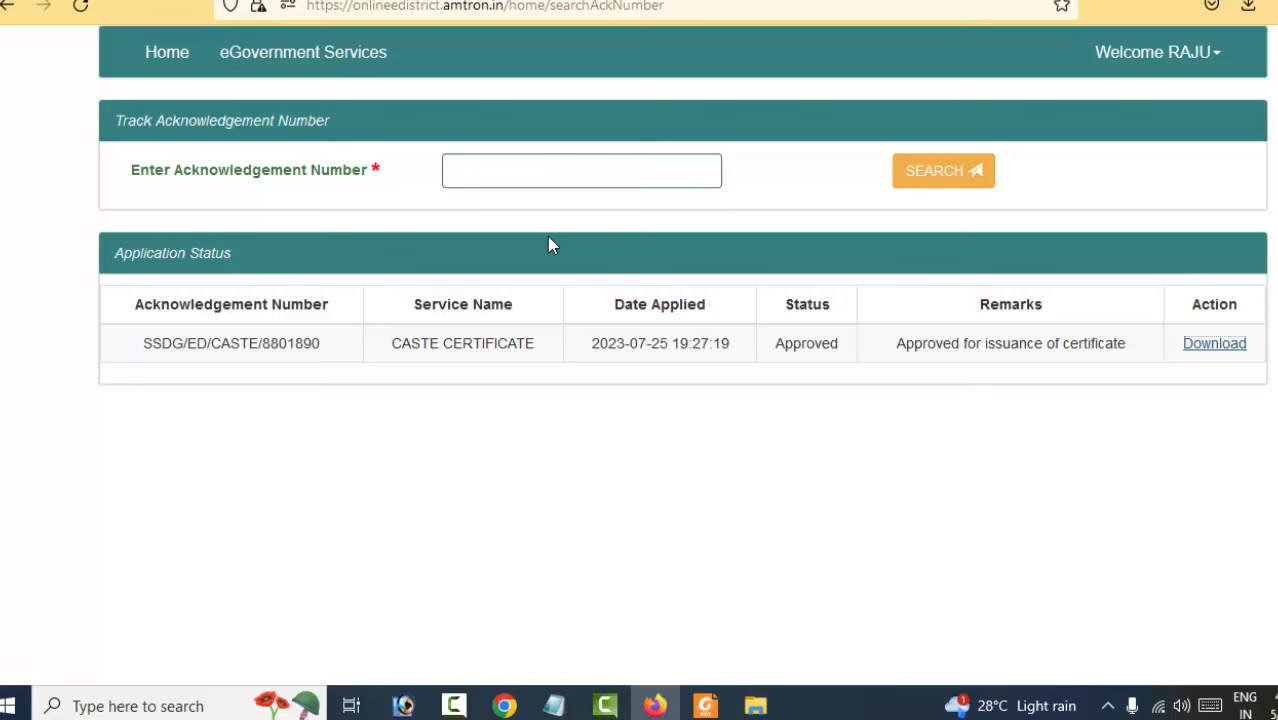 https://onlineedistrict.amtron.in/home/searchAckNumber
Home eGovernment Services Welcome RAJU
Track Acknowledgement Number
Enter Acknowledgement Number * SEARCH
Application Status
Acknowledgement Number Service Name Date Applied Status Remarks Action
SSDG/ED/CASTE/8801890 CASTE CERTIFICATE 2023-07-25 19:27:19 Approved Approved for issuance of certificate Download
Type here to search 28°C Light rain ENG
IN